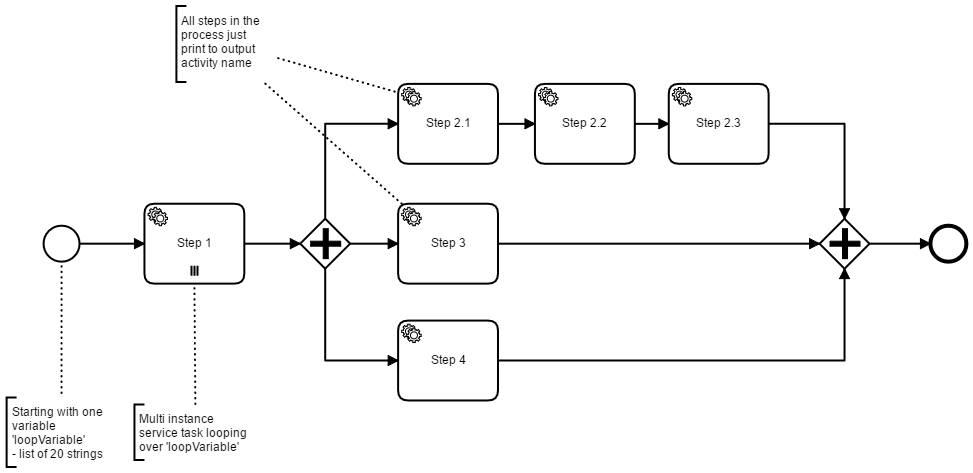 All steps in the
process just
print to output
activity name
Step 2.1
Step 2.2
Step 2.3
Step 1
Step 3
Step 4
Starting with one
variable
'loopVariable'
- list of 20 strings
Multi instance
service task looping
over 'loopVariable'